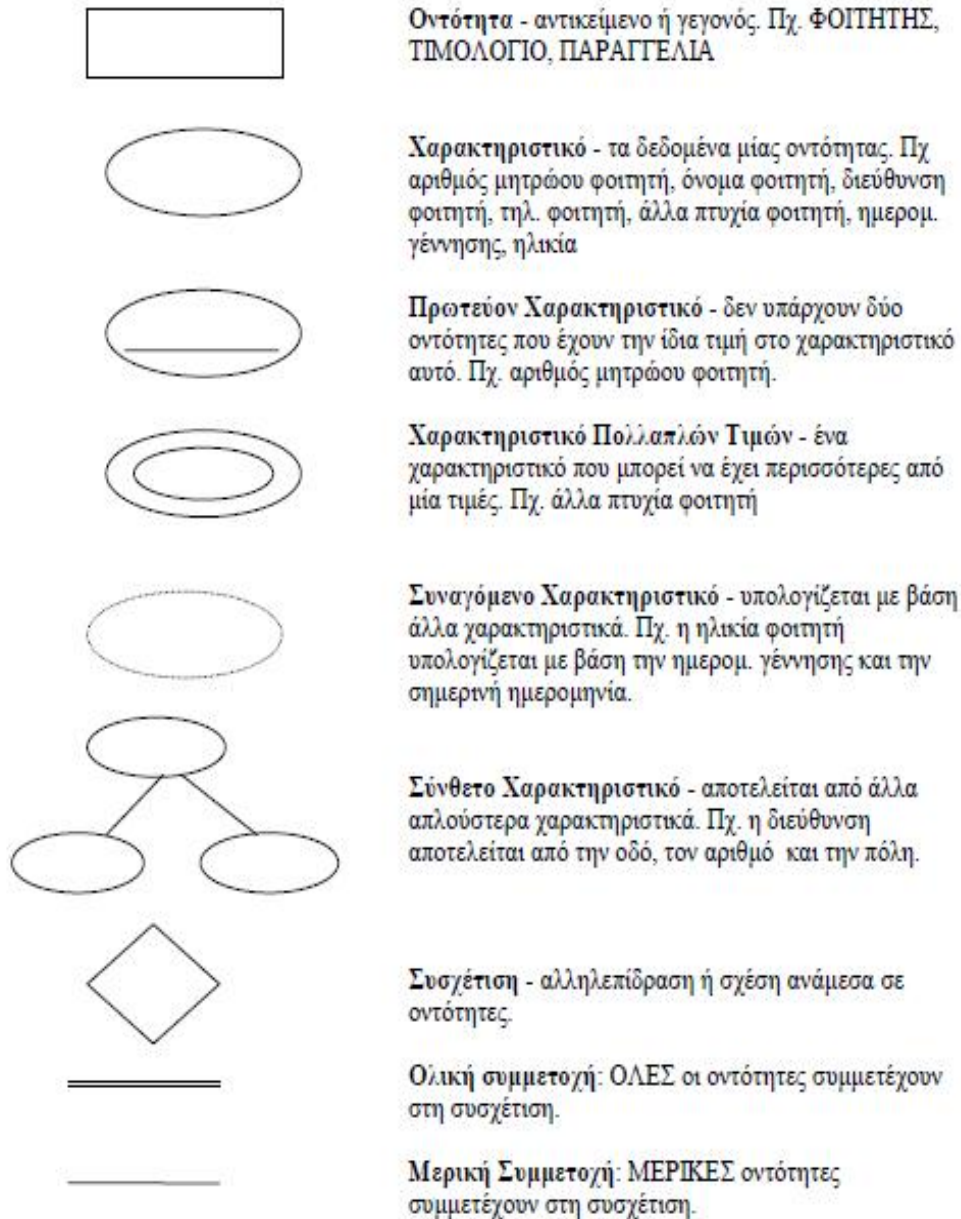 Οντότητα - αντικείμενο ή γεγονός. Πχ. ΦΟΙΤΗΤΗΣ,
ΤΙΜΟΛΟΓΙΟ, ΠΑΡΑΓΓΕΛΙΑ
Χαρακτηριστικό - τα δεδομένα μίας οντότητας. Πχ
αριθμός μητρώου φοιτητή, όνομα φοιτητή, διεύθυνση
φοιτητή, τηλ. φοιτητή, άλλα πτυχία φοιτητή, ημερομ.
γέννησης, ηλικία
Πρωτεύον Χαρακτηριστικό - δεν υπάρχουν δύο
οντότητες που έχουν την ίδια τιμή στο χαρακτηριστικό
αυτό. Πχ. αριθμός μητρώου φοιτητή.
Χαρακτηριστικό Πολλαπλών Τιμών - ένα
χαρακτηριστικό που μπορεί να έχει περισσότερες από
μία τιμές. Πχ. άλλα πτυχία φοιτητή
Συναγόμενο Χαρακτηριστικό - υπολογίζεται με βάση
άλλα χαρακτηριστικά. Πχ. η ηλικία φοιτητή
υπολογίζεται με βάση την ημερομ. γέννησης και την
σημερινή ημερομηνία.
Σύνθετο Χαρακτηριστικό - αποτελείται από άλλα
απλούστερα χαρακτηριστικά. Πχ. η διεύθυνση
αποτελείται από την οδό, τον αριθμό και την πόλη.
Συσχέτιση - αλληλεπίδραση ή σχέση ανάμεσα σε
οντότητες.
Ολική συμμετοχή: ΟΛΕΣ οι οντότητες συμμετέχουν
στη συσχέτιση.
Μερική Συμμετοχή: ΜΕΡΙΚΕΣ οντότητες
συμμετέχουν στη συσχέτιση.